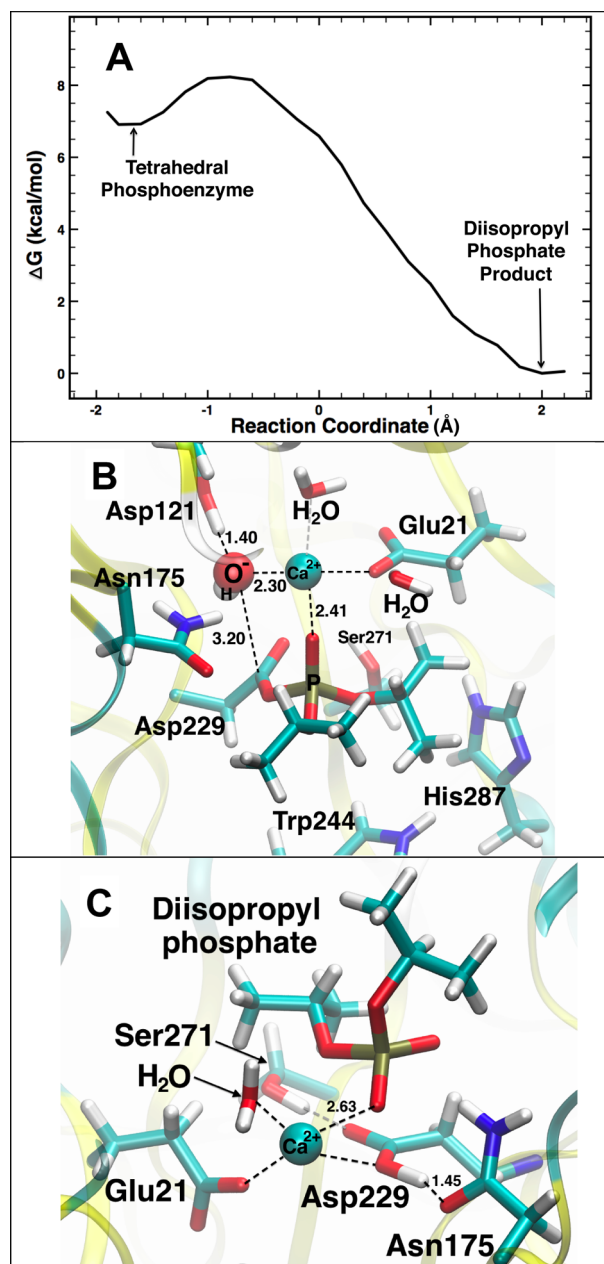 A
8
6
4
2
0
ΔG (kcal/mol)
Tetrahedral
Phosphoenzyme
Diisopropyl
Phosphate
Product
-2 -1 0 1 2
Reaction Coordinate (Å)
B
Asp121
H₂O
Glu21
1.40
Asn175
O⁻
H
2.30
Ca²⁺
H₂O
2.41
3.20
Ser271
P
Asp229
His287
Trp244
C
Diisopropyl
phosphate
Ser271
H₂O
2.63
Ca²⁺
Glu21
Asp229
1.45
Asn175